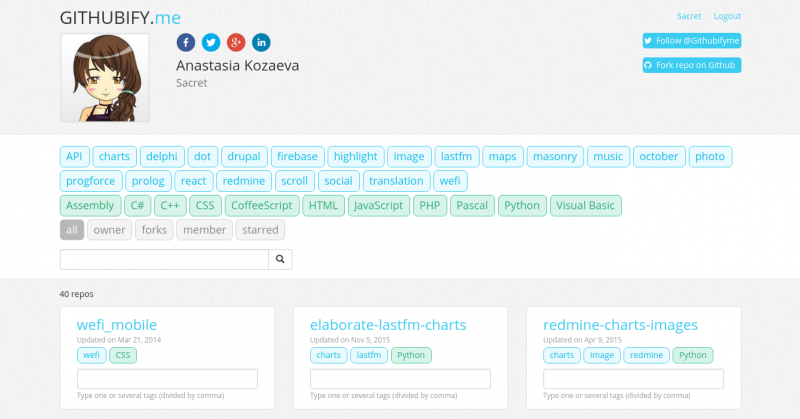 GITHUBIFY.me
Sacret Logout
Follow @Githubifyme
Anastasia Kozaeva
Fork repo on Github
Sacret
API charts delphi dot drupal firebase highlight image lastfm maps masonry music october photo
progforce prolog react redmine scroll social translation wefi
Assembly C# C++ CSS CoffeeScript HTML JavaScript PHP Pascal Python Visual Basic
all owner forks member starred
40 repos
wefi_mobile
Updated on Mar 21, 2014
wefi CSS
Type one or several tags (divided by comma)
elaborate-lastfm-charts
Updated on Nov 5, 2015
charts lastfm Python
Type one or several tags (divided by comma)
redmine-charts-images
Updated on Apr 9, 2015
charts image redmine Python
Type one or several tags (divided by comma)